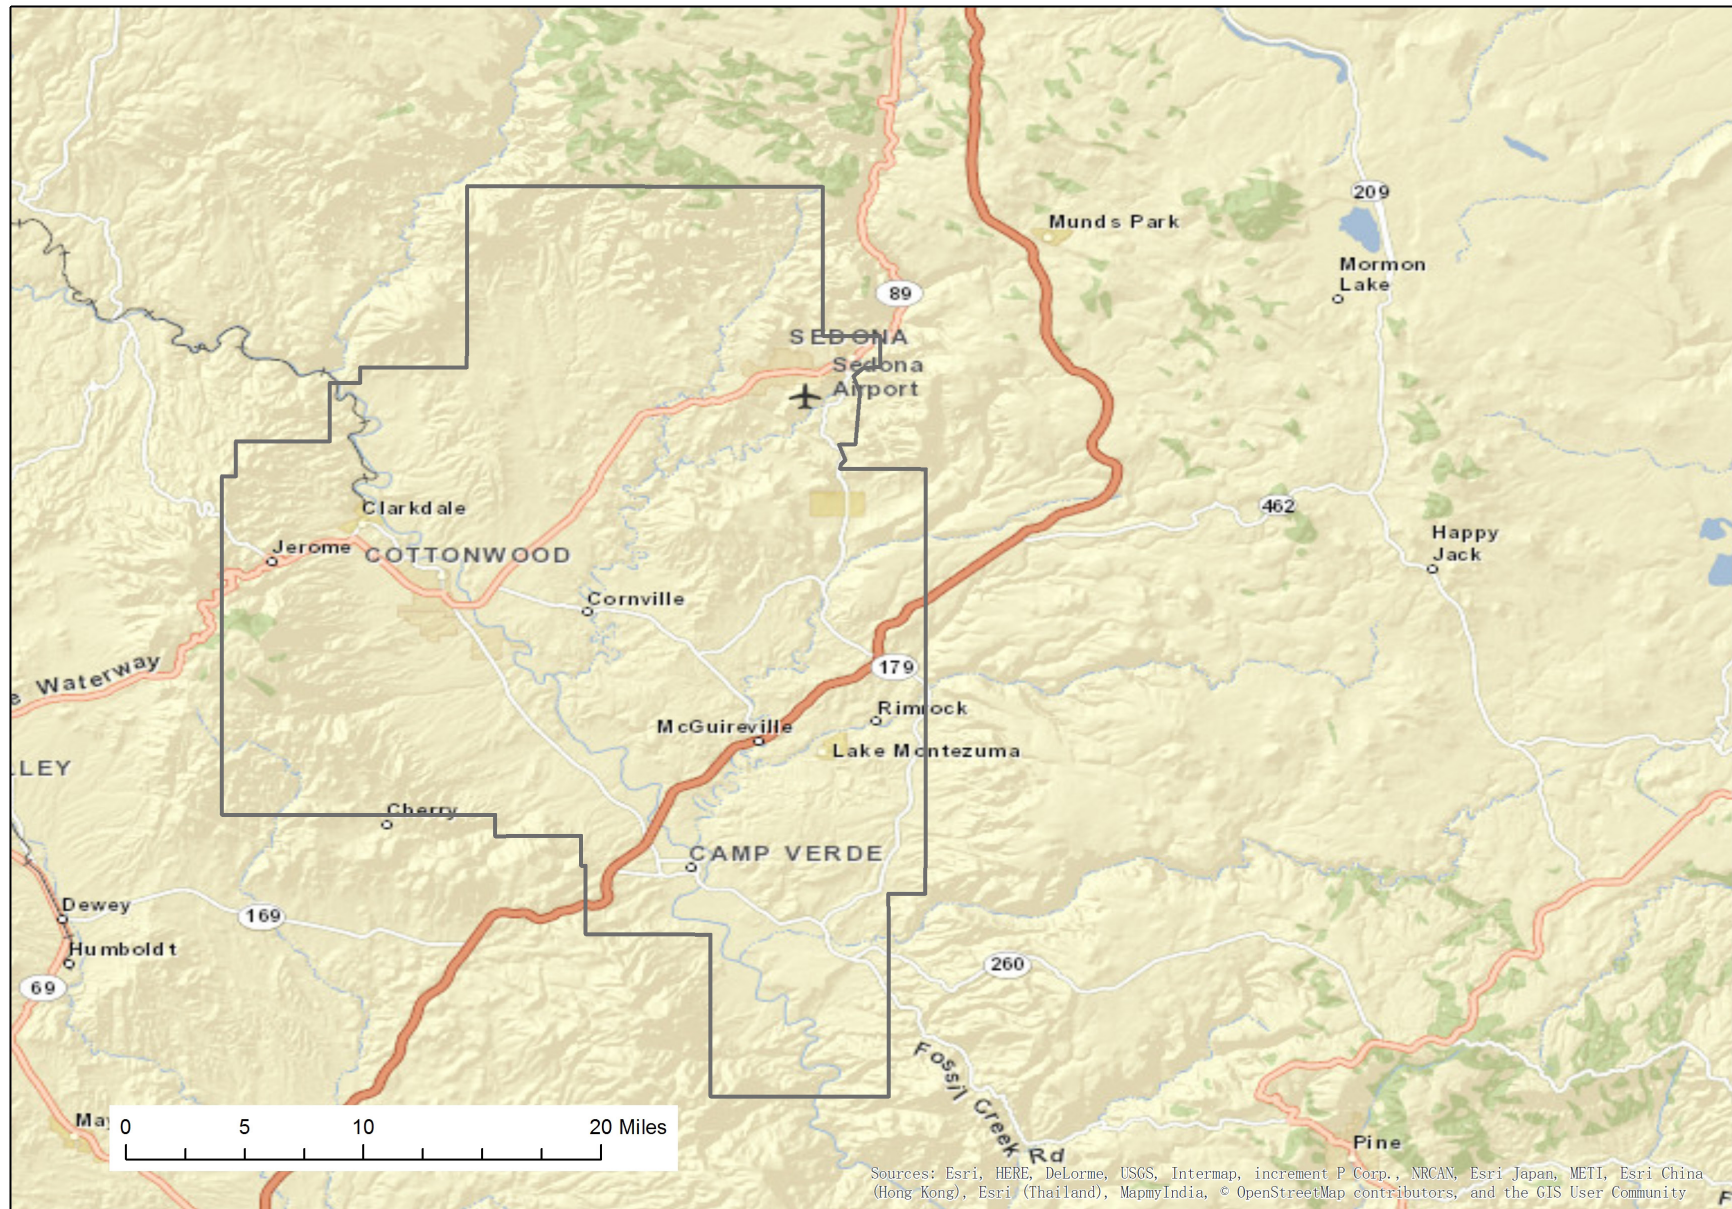 209
Munds Park
Mormon
Lake
89
SEDONA
Sedona
Airport
Clarkdale
462
Happy
Jack
Jerome
COTTONWOOD
Cornville
e Waterway
179
Rimrock
McGuireville
Lake Montezuma
LLEY
Cherry
CAMP VERDE
Dewey
169
Humboldt
260
69
Fossil Creek Rd
May
0 5 10 20 Miles
Pine
Sources: Esri, HERE, DeLorme, USGS, Intermap, increment P Corp., NRCAN, Esri Japan, METI, Esri China
(Hong Kong), Esri (Thailand), MapmyIndia, © OpenStreetMap contributors, and the GIS User Community
F